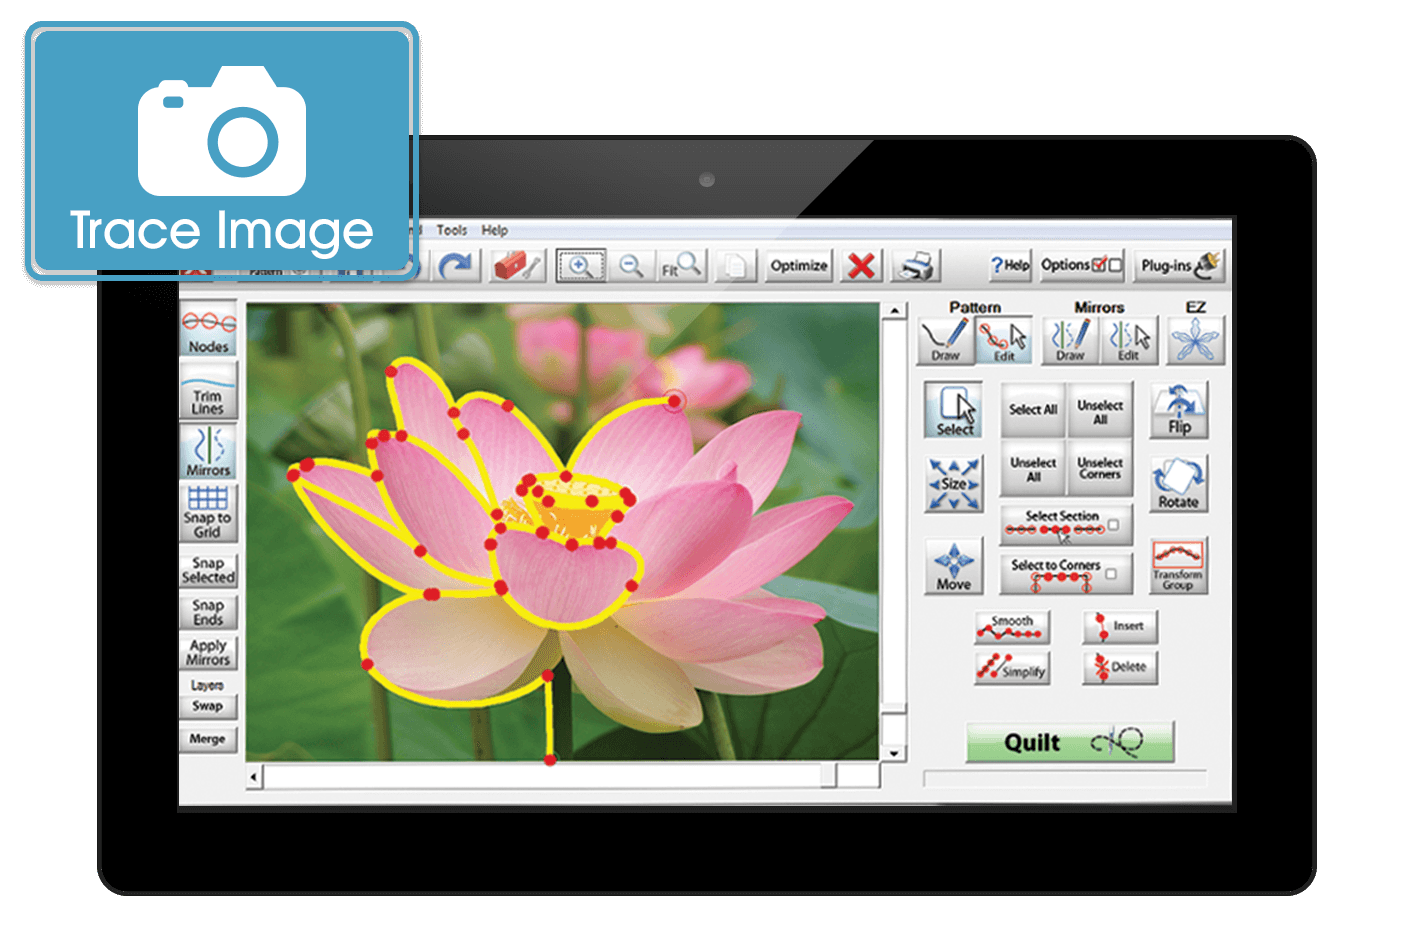 Trace Image
Tools Help
Pattern
Fit
Optimize
?Help
Options
Plug-ins
Nodes
Trim
Lines
Mirrors
Snap to
Grid
Snap
Selected
Snap
Ends
Apply
Mirrors
Layers
Swap
Merge
Pattern Mirrors EZ
Draw Edit Draw Edit
Select
Select All
Unselect
All
Flip
Size
Unselect
All
Unselect
Corners
Rotate
Select Section
Move
Select to Corners
Transform
Group
Smooth
Insert
Simplify
Delete
Quilt